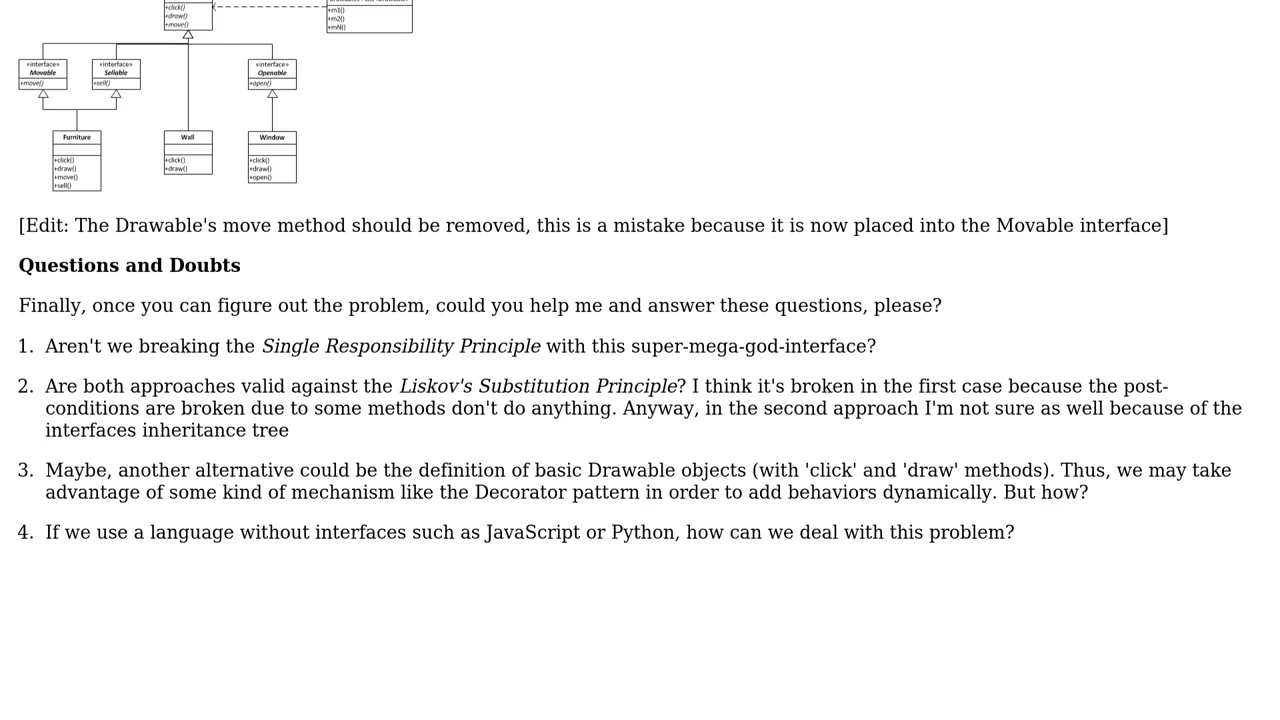 +click()
+draw()
+move()
+m1()
+m2()
+mN()
«interface»
Movable
+move()
«interface»
Sellable
+sell()
«interface»
Openable
+open()
Furniture
+click()
+draw()
+move()
+sell()
Wall
+click()
+draw()
Window
+click()
+draw()
+open()
[Edit: The Drawable's move method should be removed, this is a mistake because it is now placed into the Movable interface]
Questions and Doubts
Finally, once you can figure out the problem, could you help me and answer these questions, please?
1. Aren't we breaking the Single Responsibility Principle with this super-mega-god-interface?
2. Are both approaches valid against the Liskov's Substitution Principle? I think it's broken in the first case because the post-
conditions are broken due to some methods don't do anything. Anyway, in the second approach I'm not sure as well because of the
interfaces inheritance tree
3. Maybe, another alternative could be the definition of basic Drawable objects (with 'click' and 'draw' methods). Thus, we may take
advantage of some kind of mechanism like the Decorator pattern in order to add behaviors dynamically. But how?
4. If we use a language without interfaces such as JavaScript or Python, how can we deal with this problem?